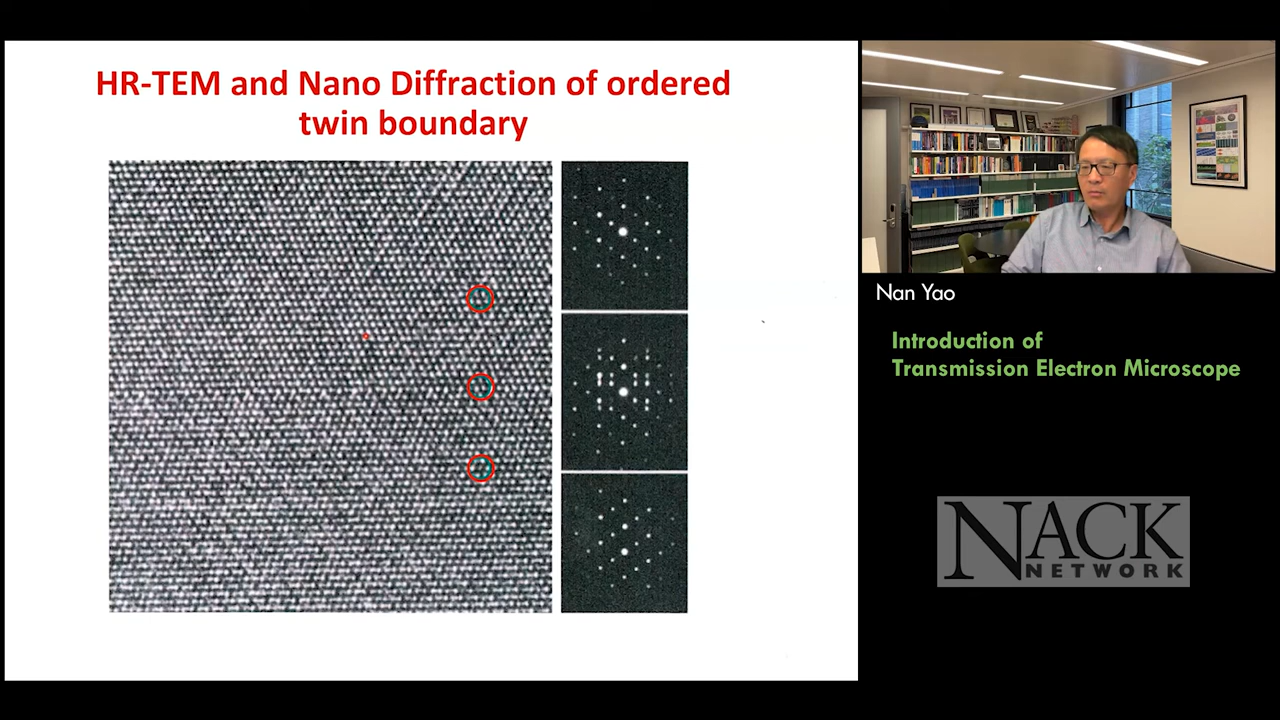 HR-TEM and Nano Diffraction of ordered
twin boundary
Nan Yao
Introduction of
Transmission Electron Microscope
NACK
NETWORK